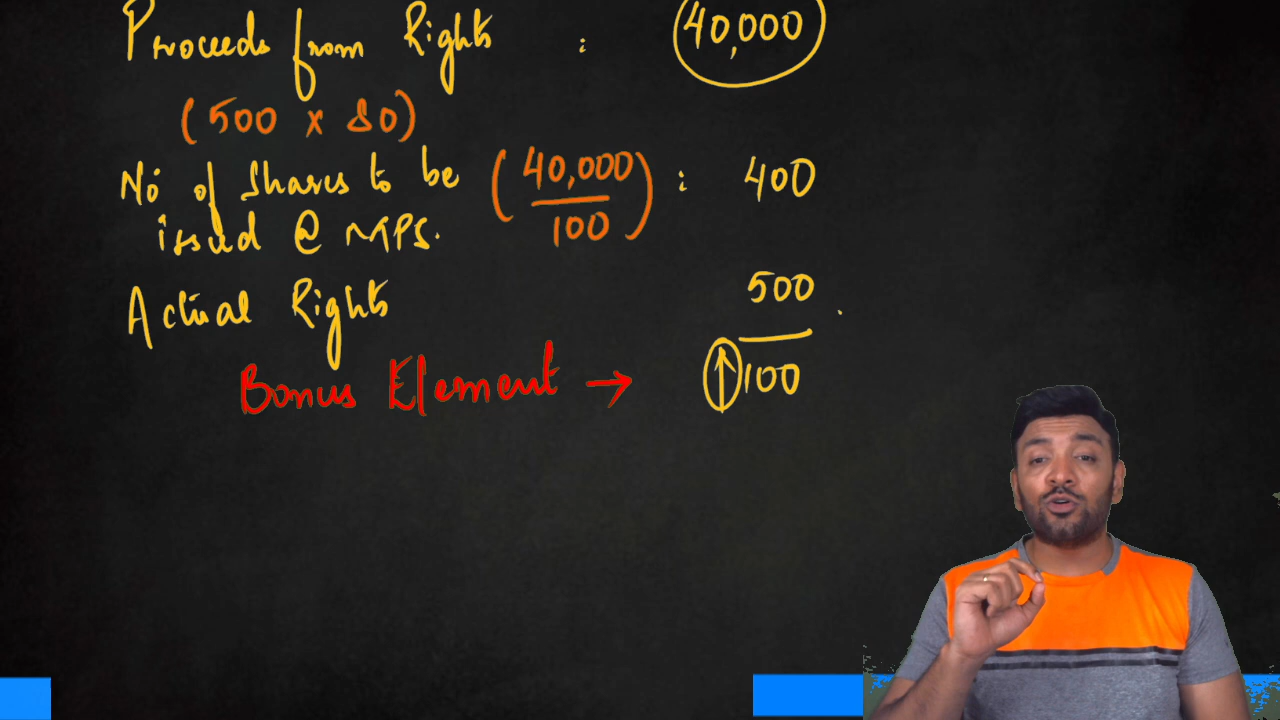 Proceeds from Rights : 40,000
(500 x 80)
No of Shares to be (40,000/100) : 400
issued @ MPS.
Actual Rights 500
Bonus Element → ↑100